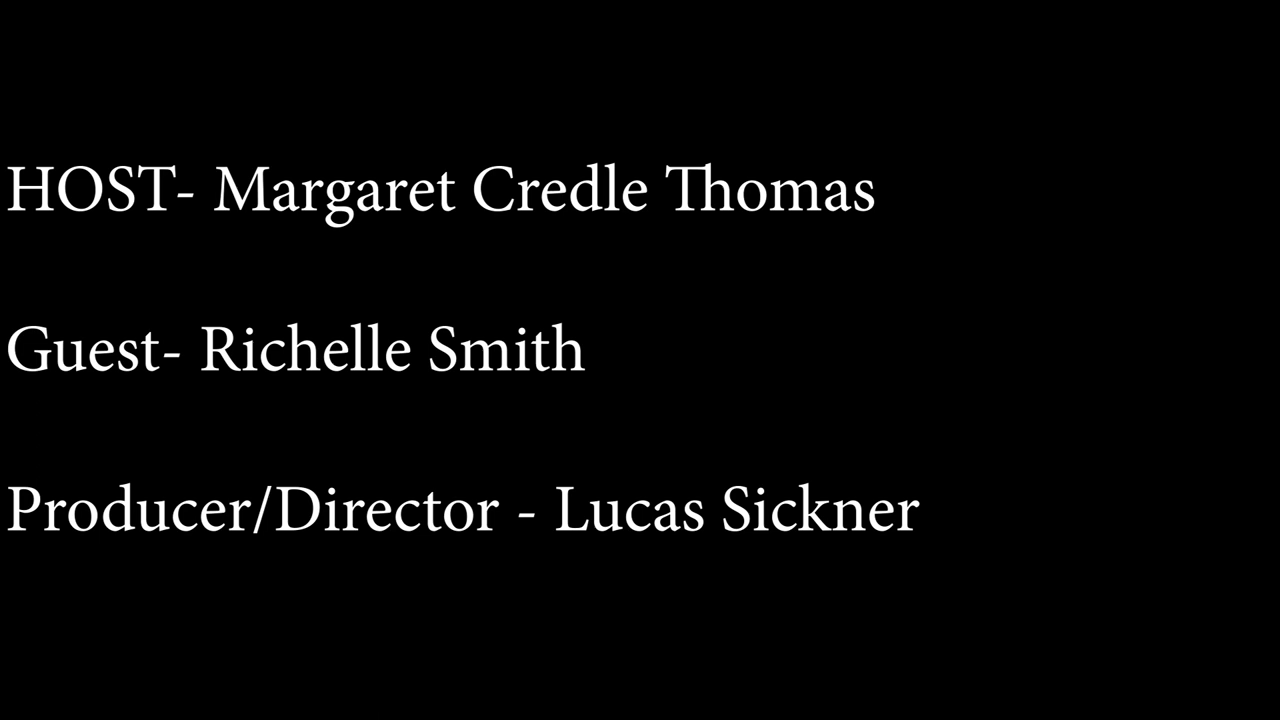 HOST- Margaret Credle Thomas
Guest- Richelle Smith
Producer/Director - Lucas Sickner